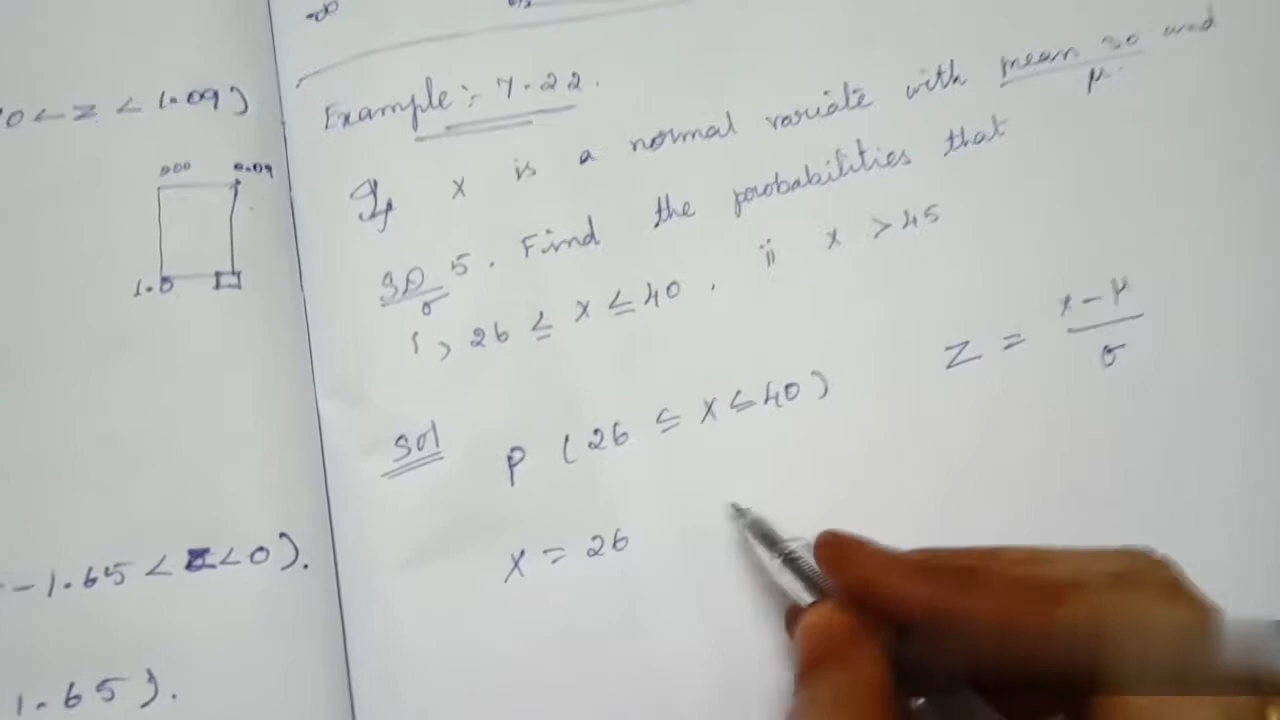 -∞
0 < z < 1.09)
0.00 0.09
1.0
- 1.65 < z < 0).
1.65).
Example :- 7.22.
If x is a normal variate with mean 30 and
μ
SD 5. Find the probabilities that
σ
i, 26 ≤ x ≤ 40. ii x > 45
Sol P (26 ≤ x ≤ 40) Z = x - μ / σ
x = 26